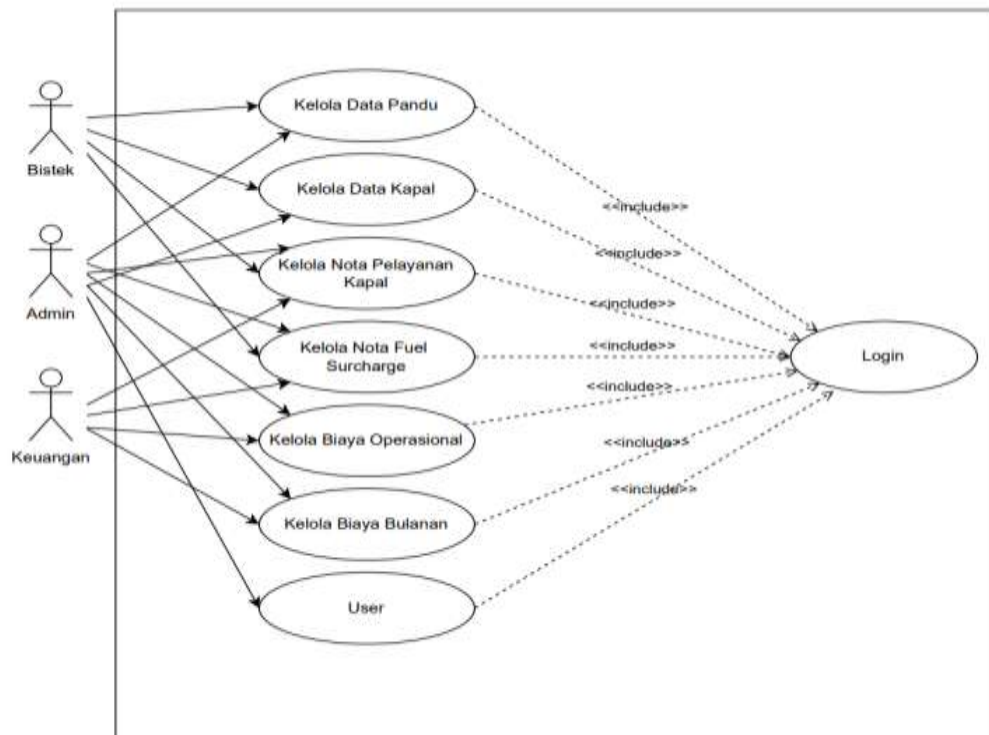 Bistek
Admin
Keuangan
Kelola Data Pandu
Kelola Data Kapal
Kelola Nota Pelayanan
Kapal
Kelola Nota Fuel
Surcharge
Kelola Biaya Operasional
Kelola Biaya Bulanan
User
<<include>>
<<include>>
<<include>>
<<include>>
<<include>>
<<include>>
<<include>>
Login